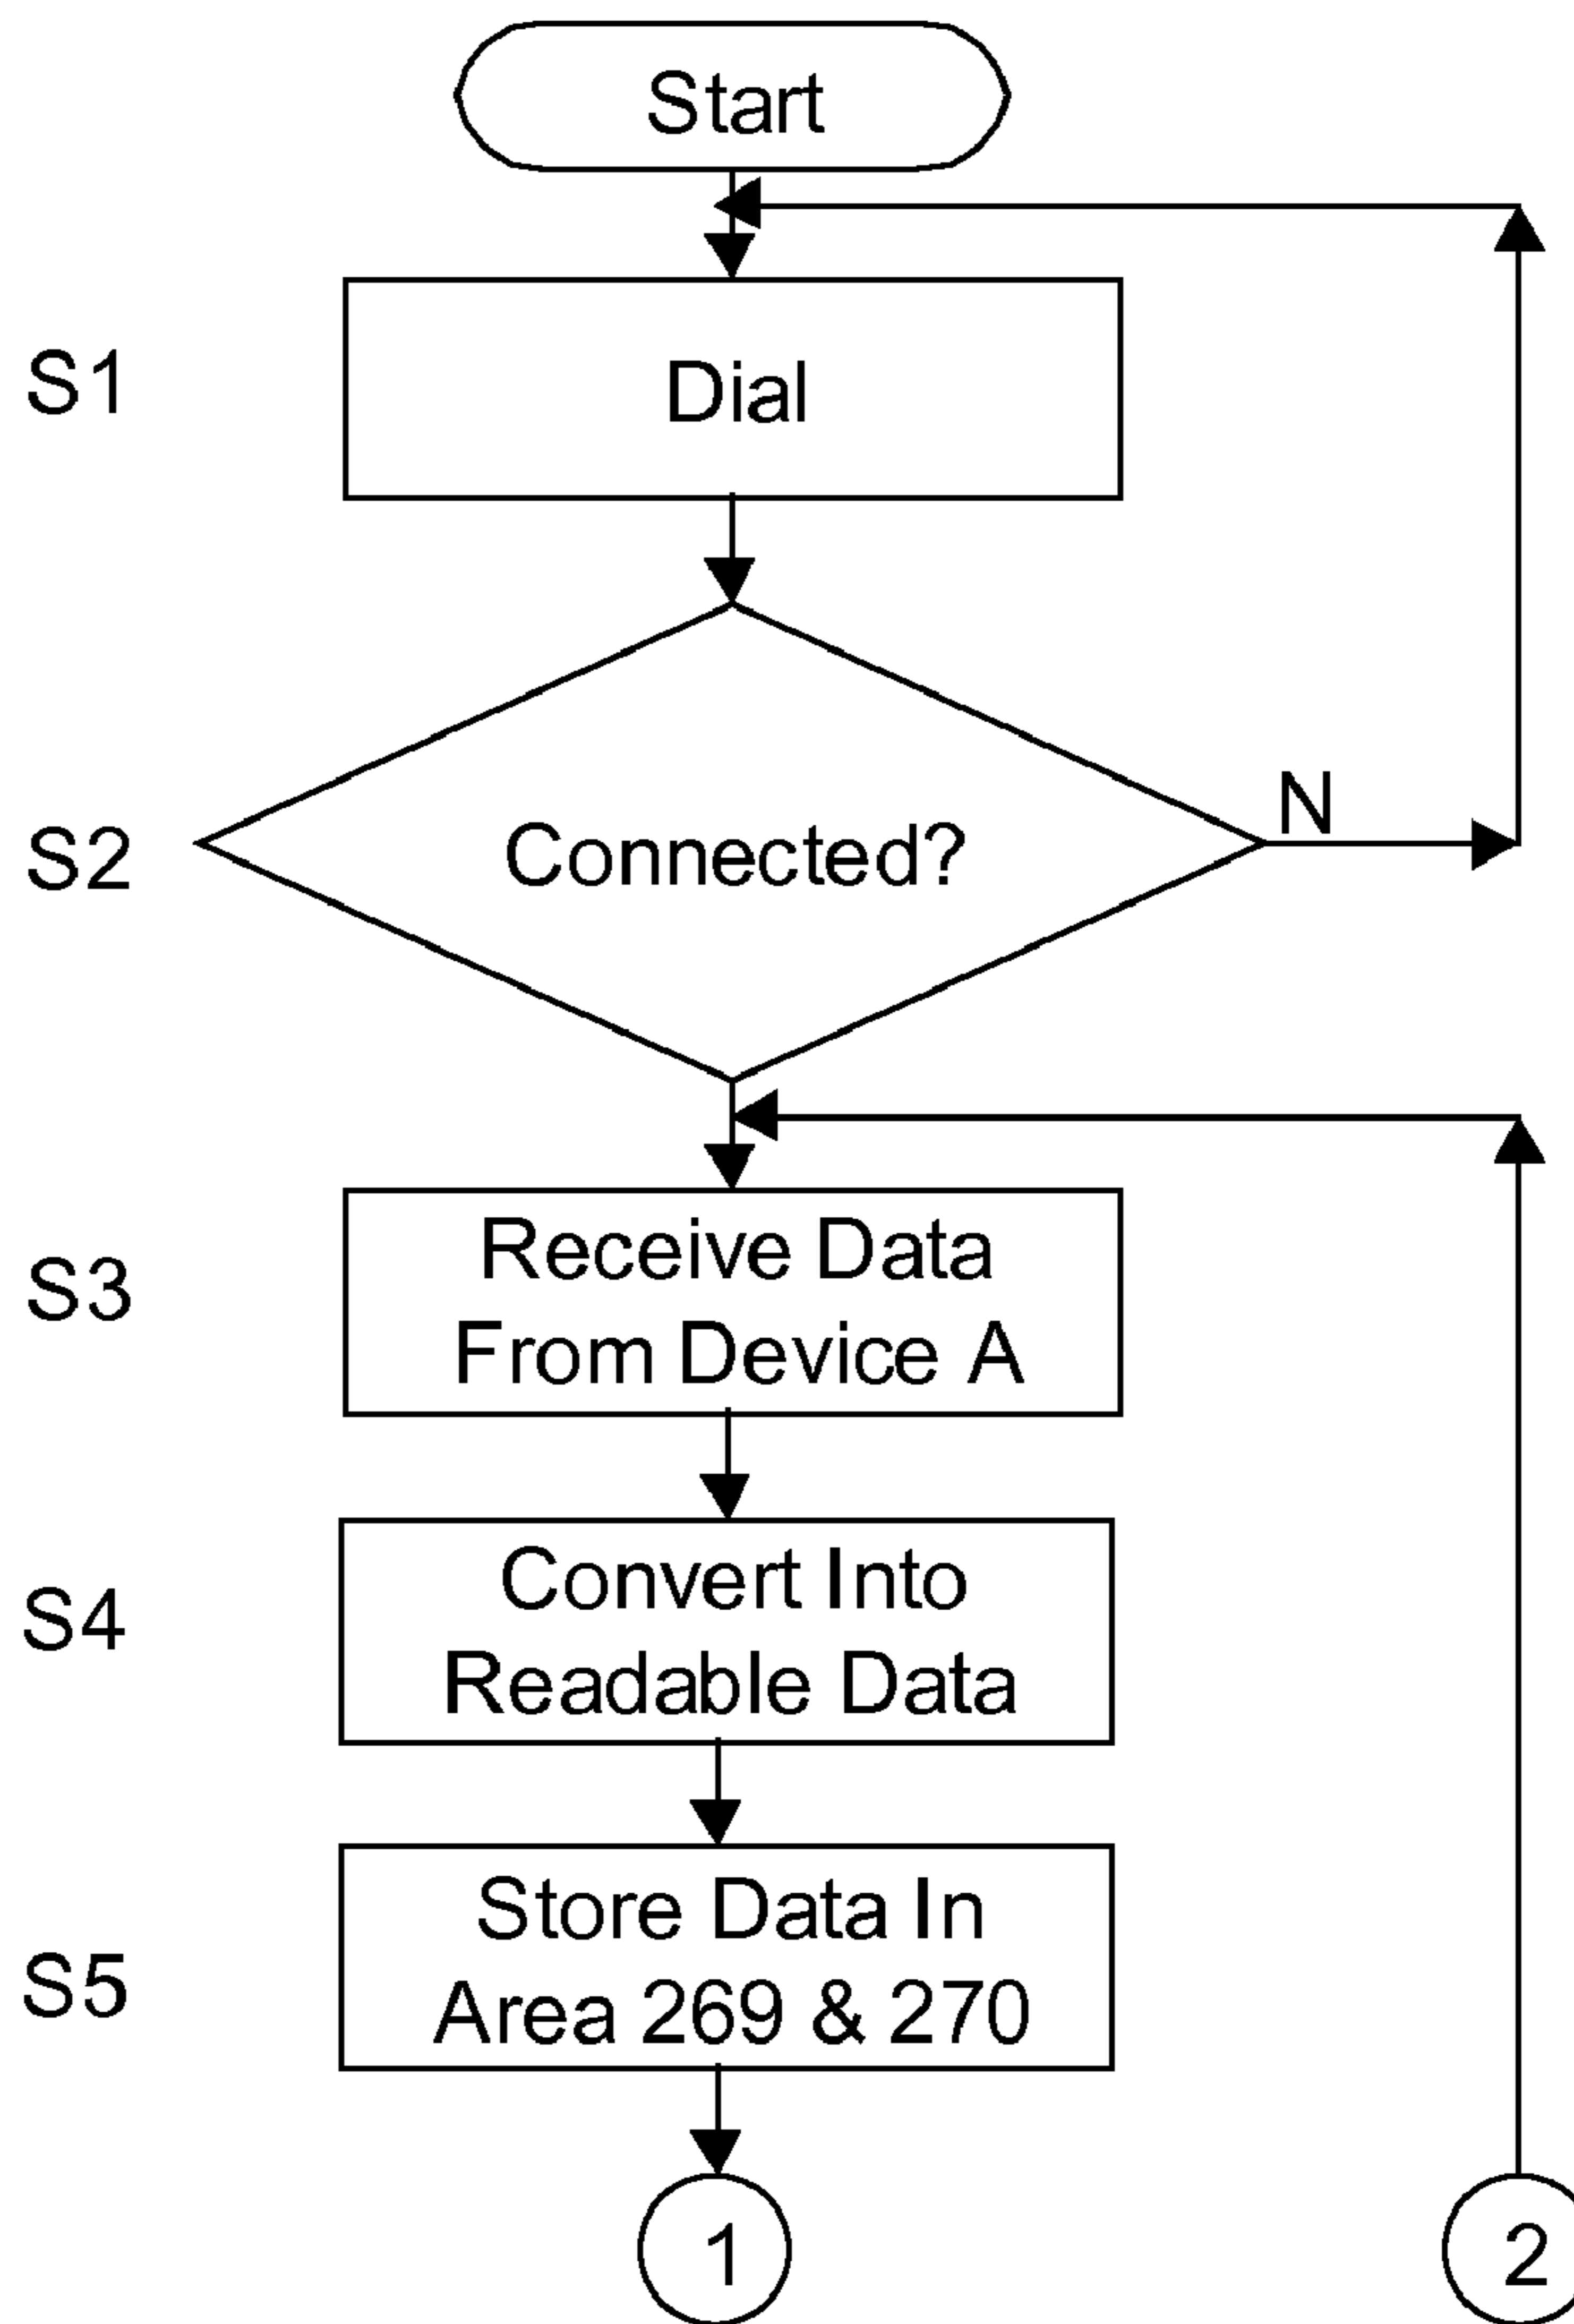 Start
S1
Dial
S2
Connected?
N
S3
Receive Data
From Device A
S4
Convert Into
Readable Data
S5
Store Data In
Area 269 & 270
1
2